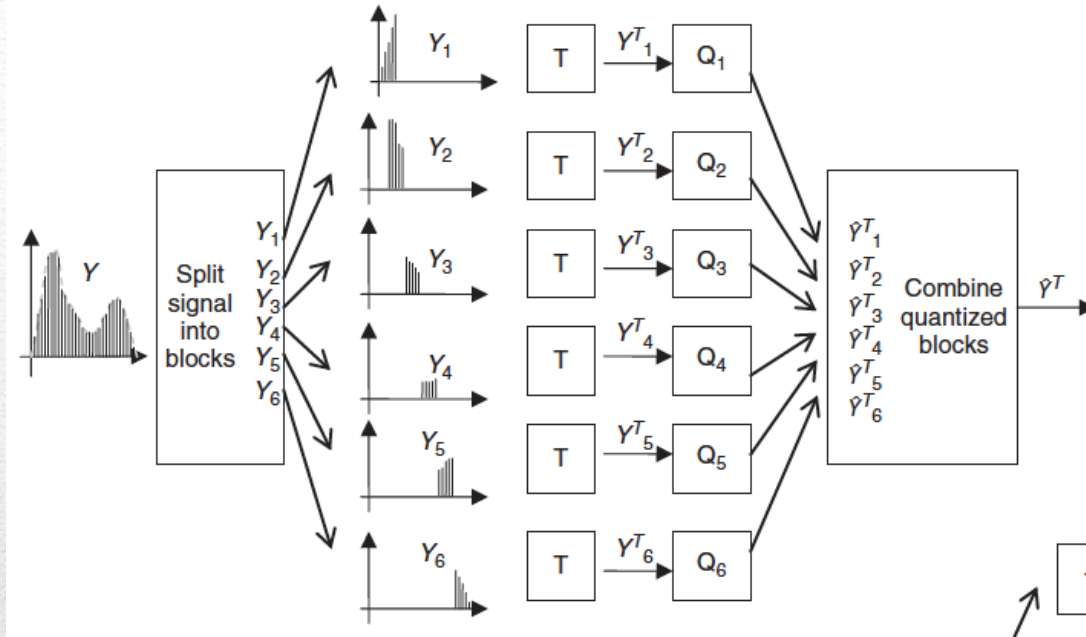 Y₁
T
Yᵀ₁
Q₁
Y₂
T
Yᵀ₂
Q₂
Y
Split
signal
into
blocks
Y₁
Y₂
Y₃
Y₄
Y₅
Y₆
Y₃
T
Yᵀ₃
Q₃
Y₄
T
Yᵀ₄
Q₄
Y₅
T
Yᵀ₅
Q₅
Y₆
T
Yᵀ₆
Q₆
Ŷᵀ₁
Ŷᵀ₂
Ŷᵀ₃
Ŷᵀ₄
Ŷᵀ₅
Ŷᵀ₆
Combine
quantized
blocks
Ŷᵀ